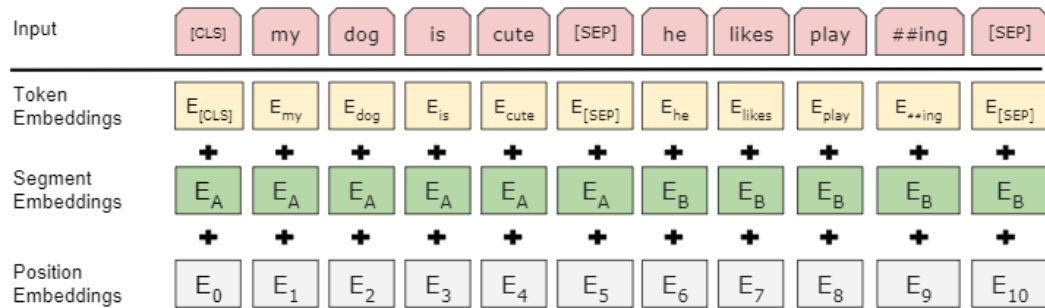 Input [CLS] my dog is cute [SEP] he likes play ##ing [SEP]
Token
Embeddings E[CLS] Emy Edog Eis Ecute E[SEP] Ehe Elikes Eplay E##ing E[SEP]
+ + + + + + + + + + +
Segment
Embeddings EA EA EA EA EA EA EB EB EB EB EB
+ + + + + + + + + + +
Position
Embeddings E0 E1 E2 E3 E4 E5 E6 E7 E8 E9 E10